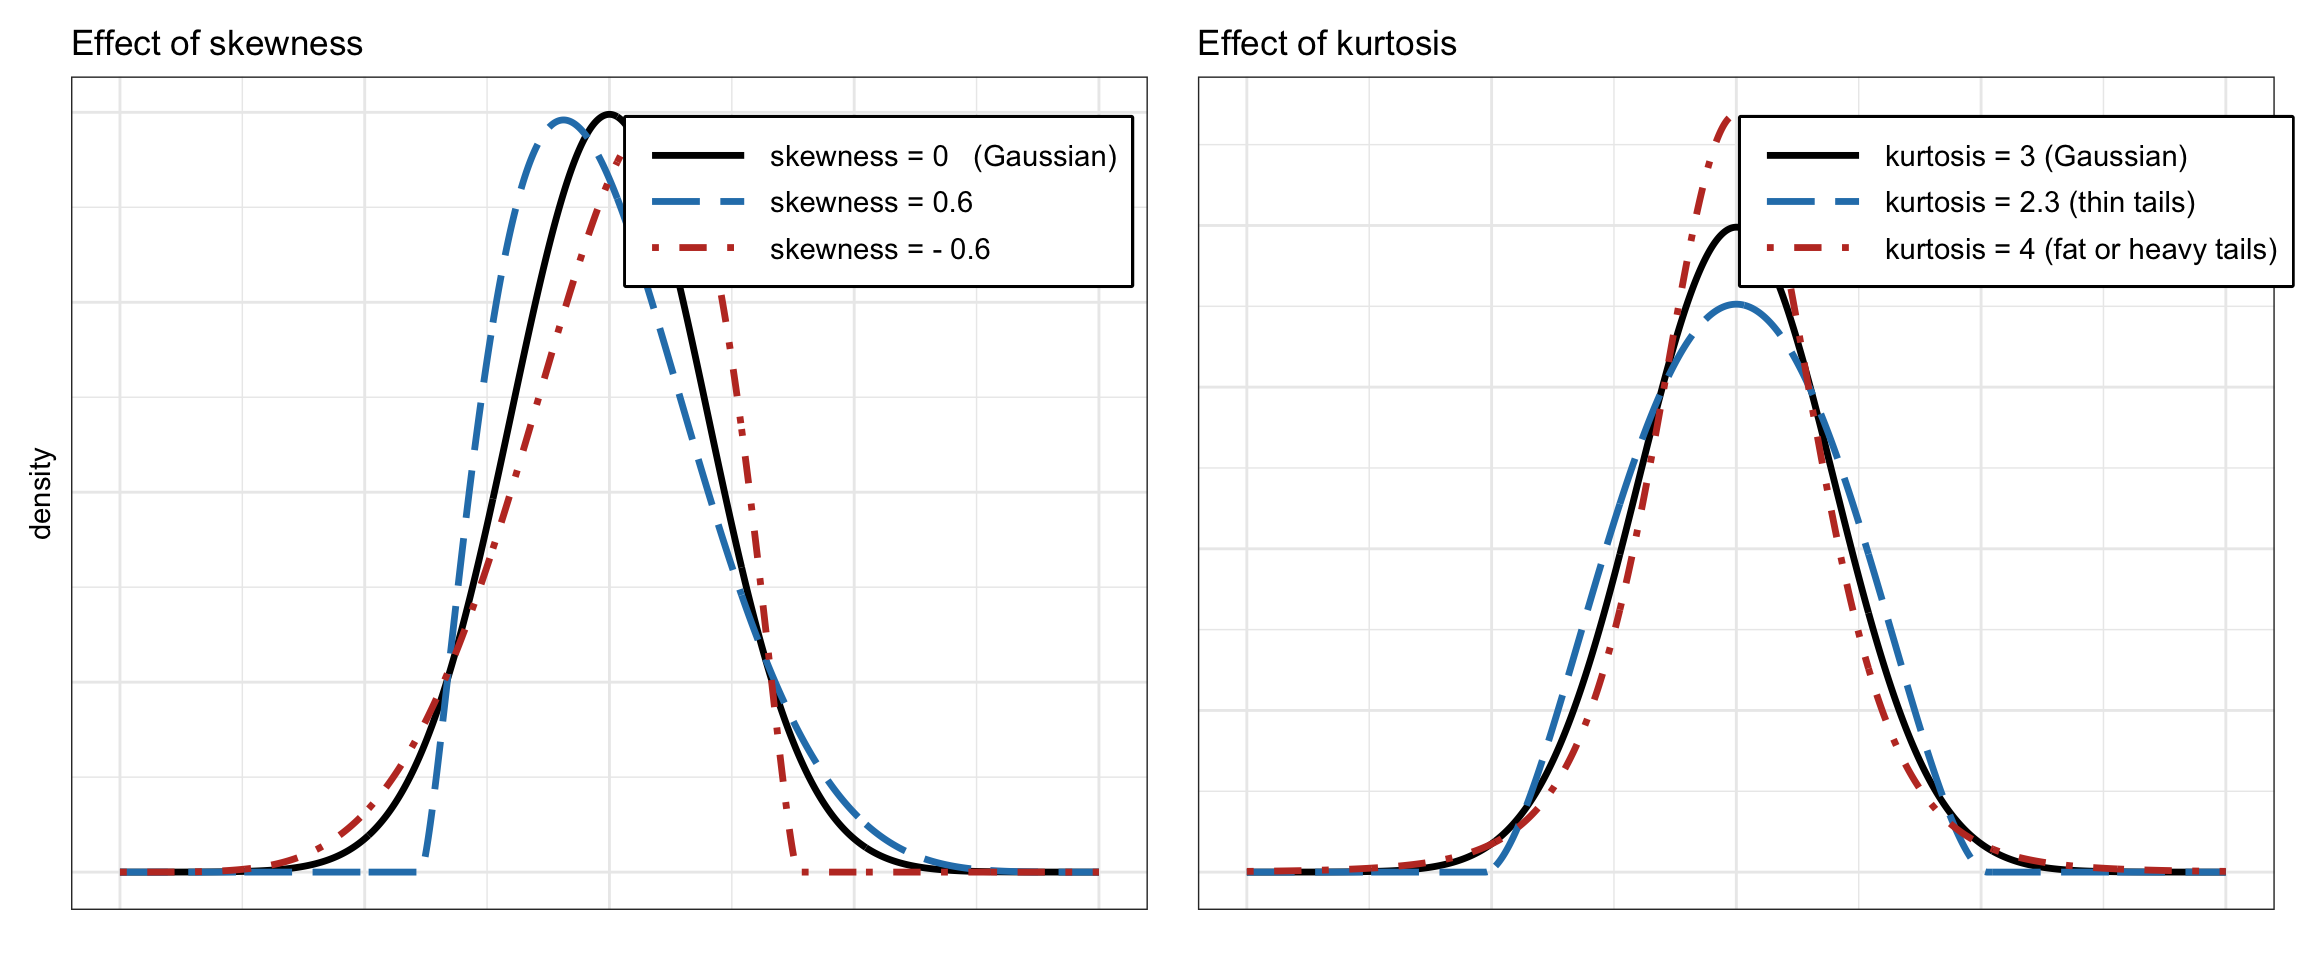 Effect of skewness
skewness = 0   (Gaussian)
skewness = 0.6
skewness = - 0.6
density
Effect of kurtosis
kurtosis = 3 (Gaussian)
kurtosis = 2.3 (thin tails)
kurtosis = 4 (fat or heavy tails)